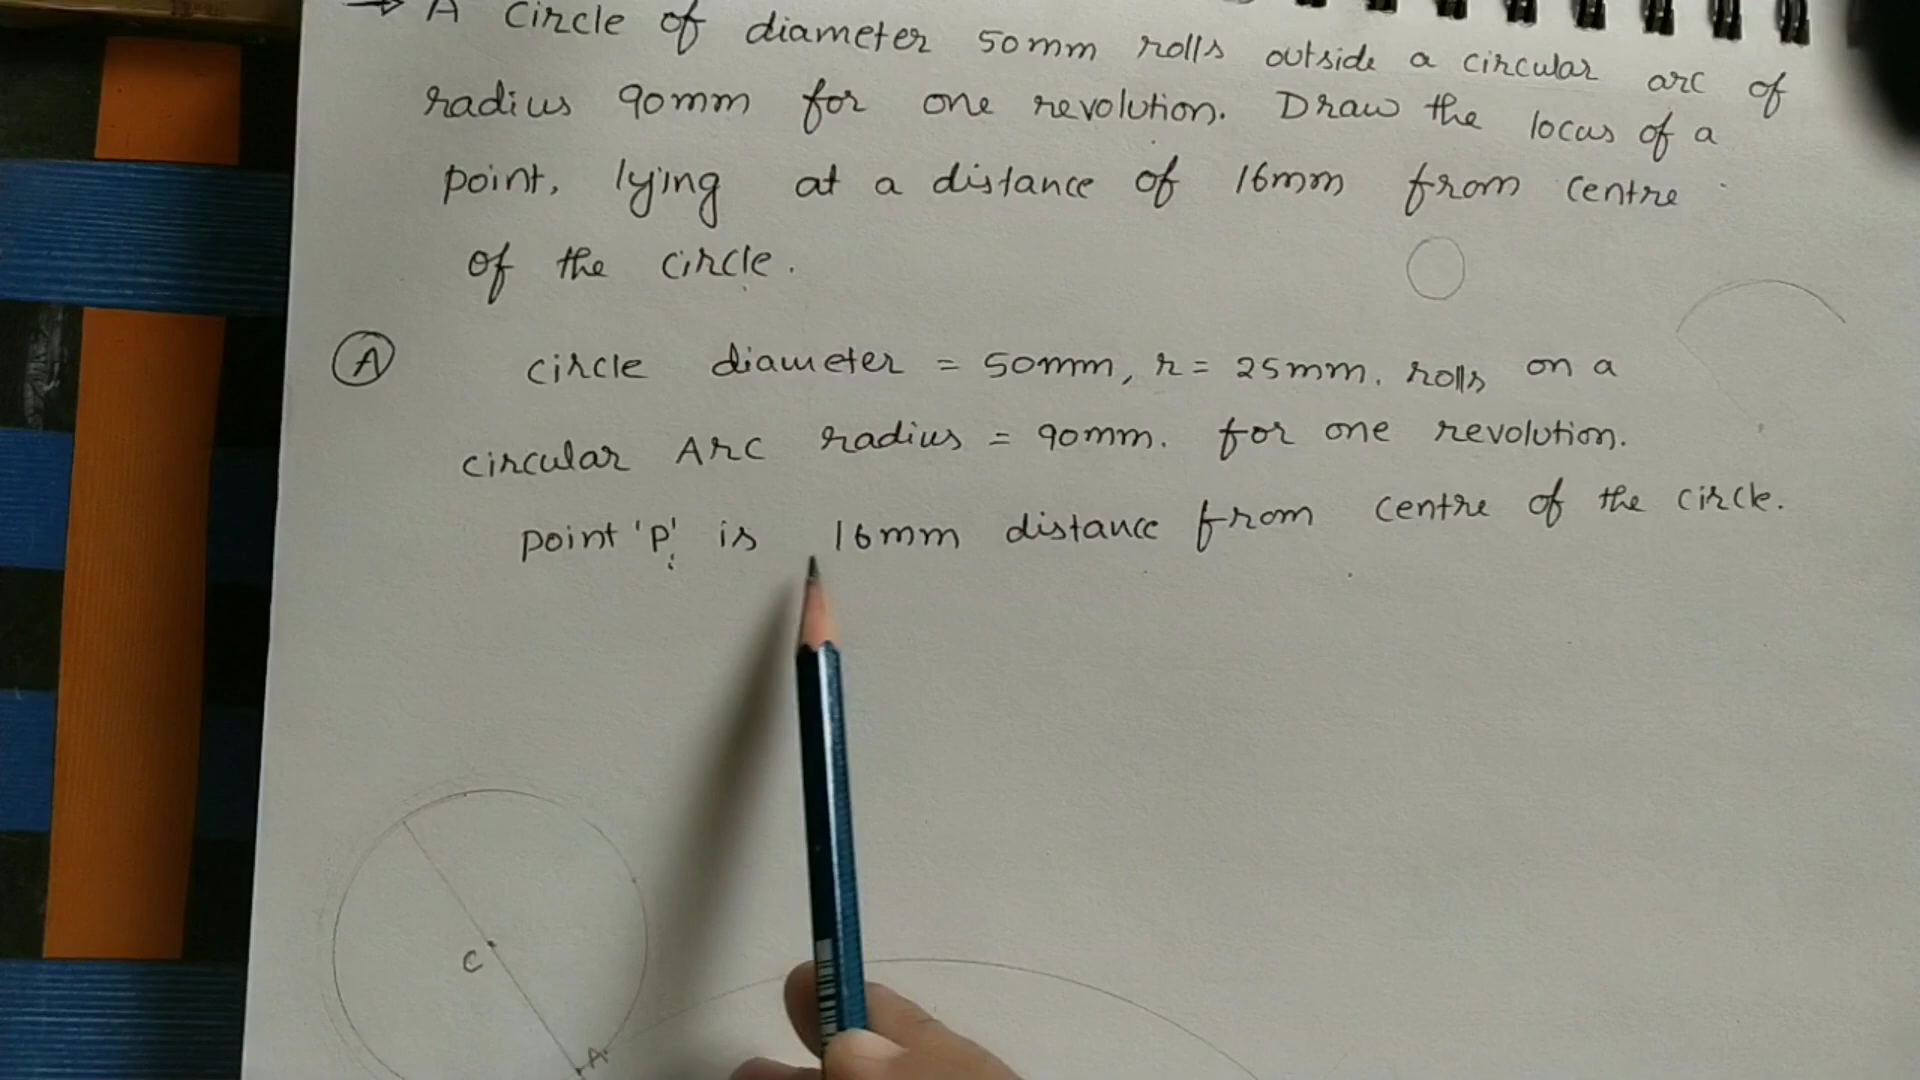 → A circle of diameter 50mm rolls outside a circular arc of
radius 90mm for one revolution. Draw the locus of a
point, lying at a distance of 16mm from centre
of the circle.
A circle diameter = 50mm, r = 25mm. rolls on a
circular Arc radius = 90mm. for one revolution.
point 'P' is 16mm distance from centre of the circle.
C
A